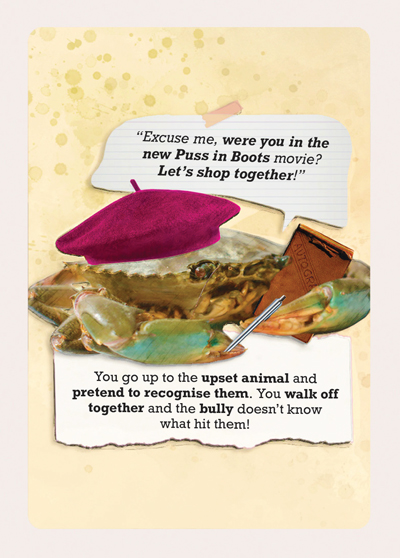 “Excuse me, were you in the
new Puss in Boots movie?
Let’s shop together!”
AUTOGR
You go up to the upset animal and
pretend to recognise them. You walk off
together and the bully doesn’t know
what hit them!